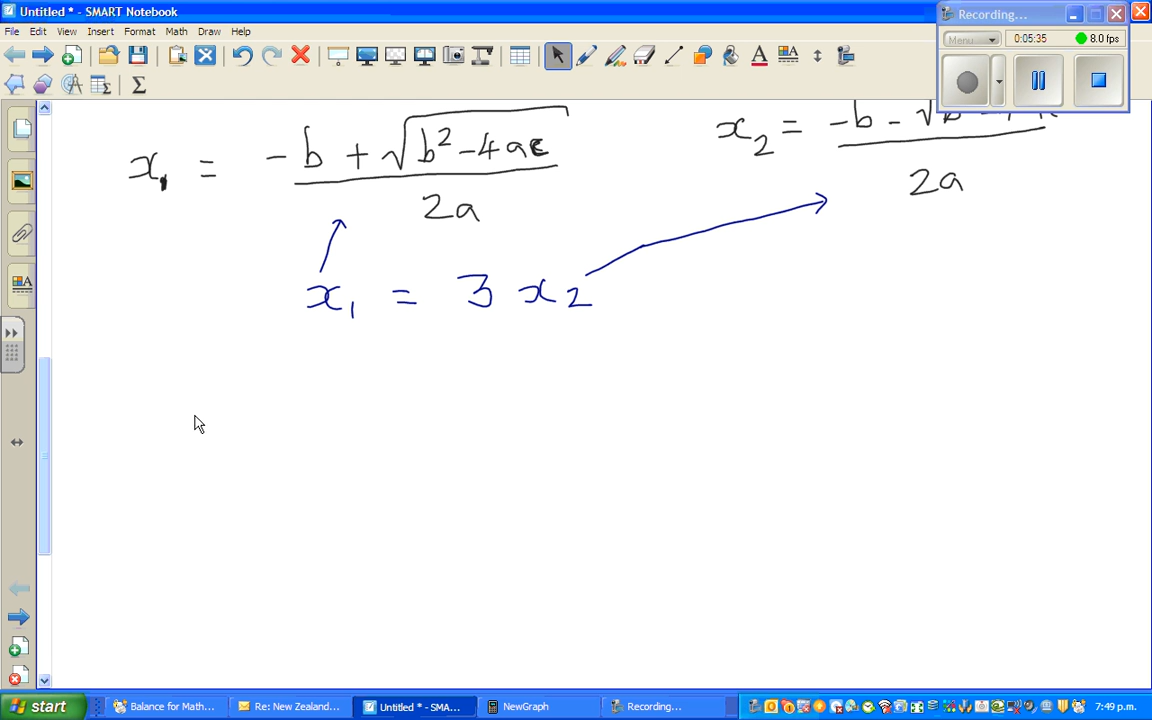 Untitled * - SMART Notebook
Recording...
File Edit View Insert Format Math Draw Help
Menu 0:05:35 8.0 fps
x₁ = -b + √b² - 4ac
2a
x₂ = -b - √b
2a
x₁ = 3 x₂
start Balance for Math... Re: New Zealand... Untitled * - SMA... NewGraph Recording... 7:49 p.m.